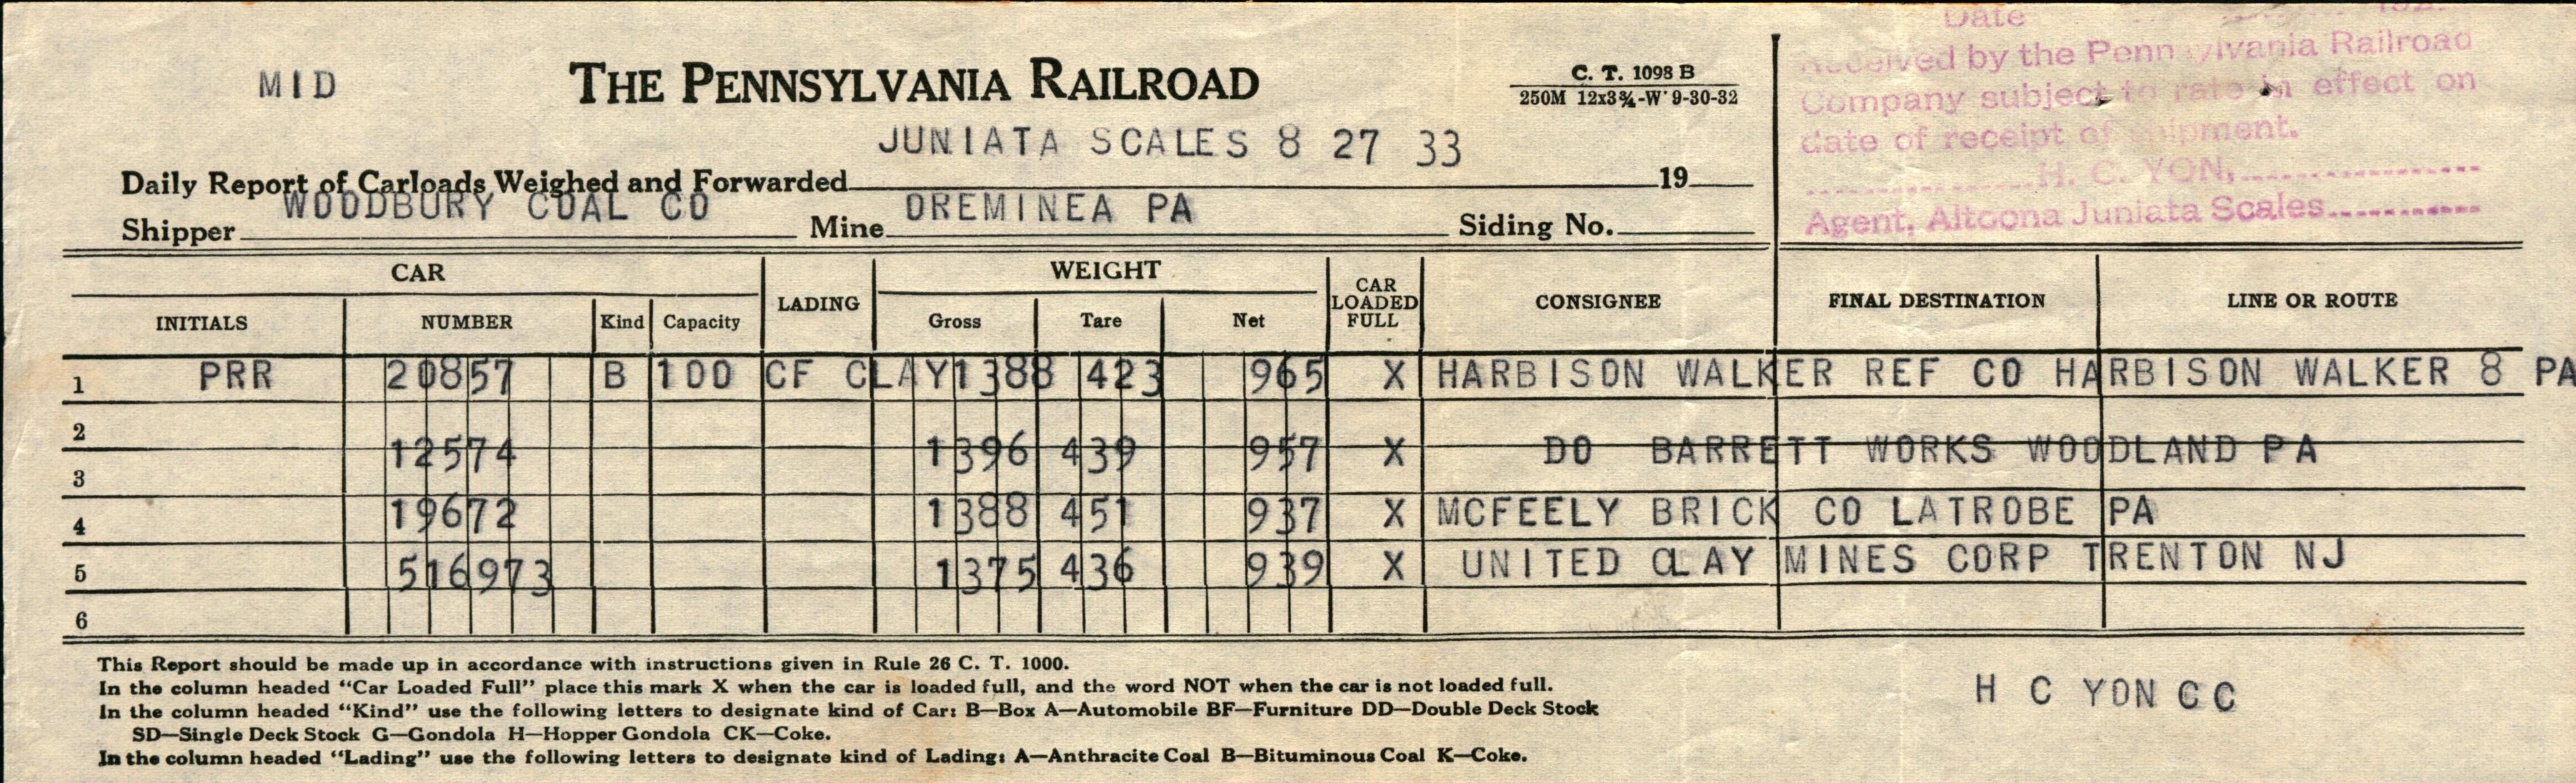 MID
THE PENNSYLVANIA RAILROAD
C. T. 1098 B
250M 12x3¾-W 9-30-32
Date
by the Pennsylvania Railroad
Company subject to rate in effect on
date of receipt of shipment.
H. C. YON,
Agent, Altoona Juniata Scales
JUNIATA SCALES 8 27 33
Daily Report of Carloads Weighed and Forwarded 19
WOODBURY COAL CO OREMINEA PA
Shipper Mine Siding No.
CAR LADING WEIGHT CAR LOADED FULL CONSIGNEE FINAL DESTINATION LINE OR ROUTE
INITIALS NUMBER Kind Capacity Gross Tare Net
1 PRR 20857 B 100 CF CLAY 1388 423 965 X HARBISON WALKER REF CO HARBISON WALKER 8 PA
2
12574 1396 439 957 X DO BARRETT WORKS WOODLAND PA
3
4 19672 1388 451 937 X MCFEELY BRICK CO LATROBE PA
5 516973 1375 436 939 X UNITED CLAY MINES CORP TRENTON NJ
6
This Report should be made up in accordance with instructions given in Rule 26 C. T. 1000.
In the column headed “Car Loaded Full” place this mark X when the car is loaded full, and the word NOT when the car is not loaded full.
In the column headed “Kind” use the following letters to designate kind of Car: B—Box A—Automobile BF—Furniture DD—Double Deck Stock
SD—Single Deck Stock G—Gondola H—Hopper Gondola CK—Coke.
In the column headed “Lading” use the following letters to designate kind of Lading: A—Anthracite Coal B—Bituminous Coal K—Coke.
H C YON CC